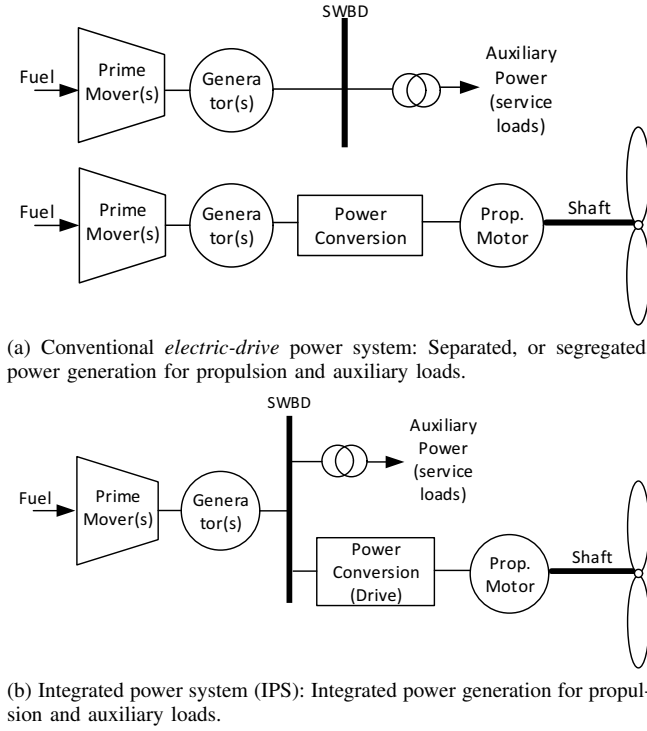 SWBD
Fuel
Prime
Mover(s)
Genera
tor(s)
Auxiliary
Power
(service
loads)
Fuel
Prime
Mover(s)
Genera
tor(s)
Power
Conversion
Prop.
Motor
Shaft
(a) Conventional electric-drive power system: Separated, or segregated
power generation for propulsion and auxiliary loads.
SWBD
Fuel
Prime
Mover(s)
Genera
tor(s)
Auxiliary
Power
(service
loads)
Power
Conversion
(Drive)
Prop.
Motor
Shaft
(b) Integrated power system (IPS): Integrated power generation for propul-
sion and auxiliary loads.